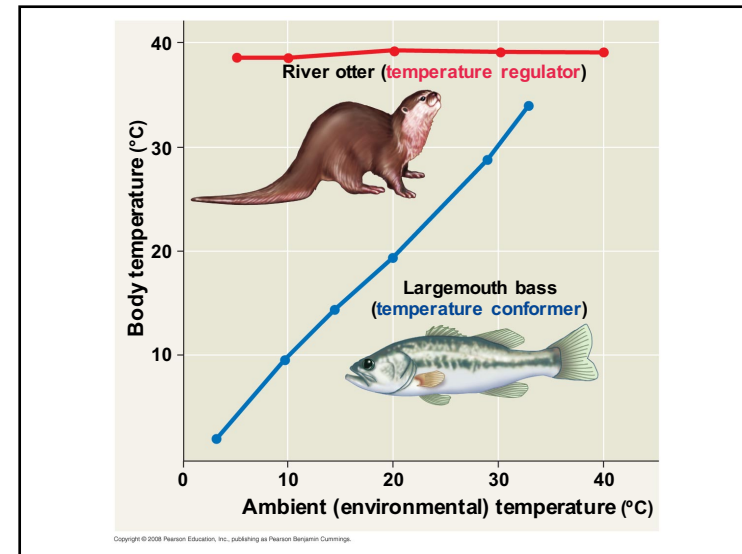 40
River otter (temperature regulator)
30
Body temperature (°C)
20
Largemouth bass
(temperature conformer)
10
0 10 20 30 40
Ambient (environmental) temperature (ºC)
Copyright © 2008 Pearson Education, Inc., publishing as Pearson Benjamin Cummings.